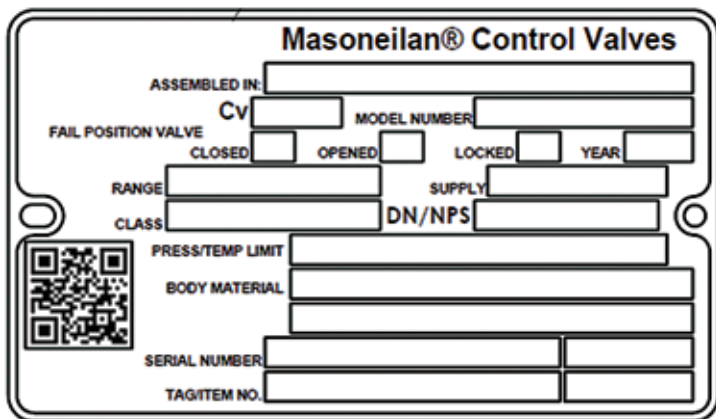 Masoneilan® Control Valves
ASSEMBLED IN:
Cv MODEL NUMBER
FAIL POSITION VALVE
CLOSED OPENED LOCKED YEAR
RANGE SUPPLY
CLASS DN/NPS
PRESS/TEMP LIMIT
BODY MATERIAL
SERIAL NUMBER
TAG/ITEM NO.